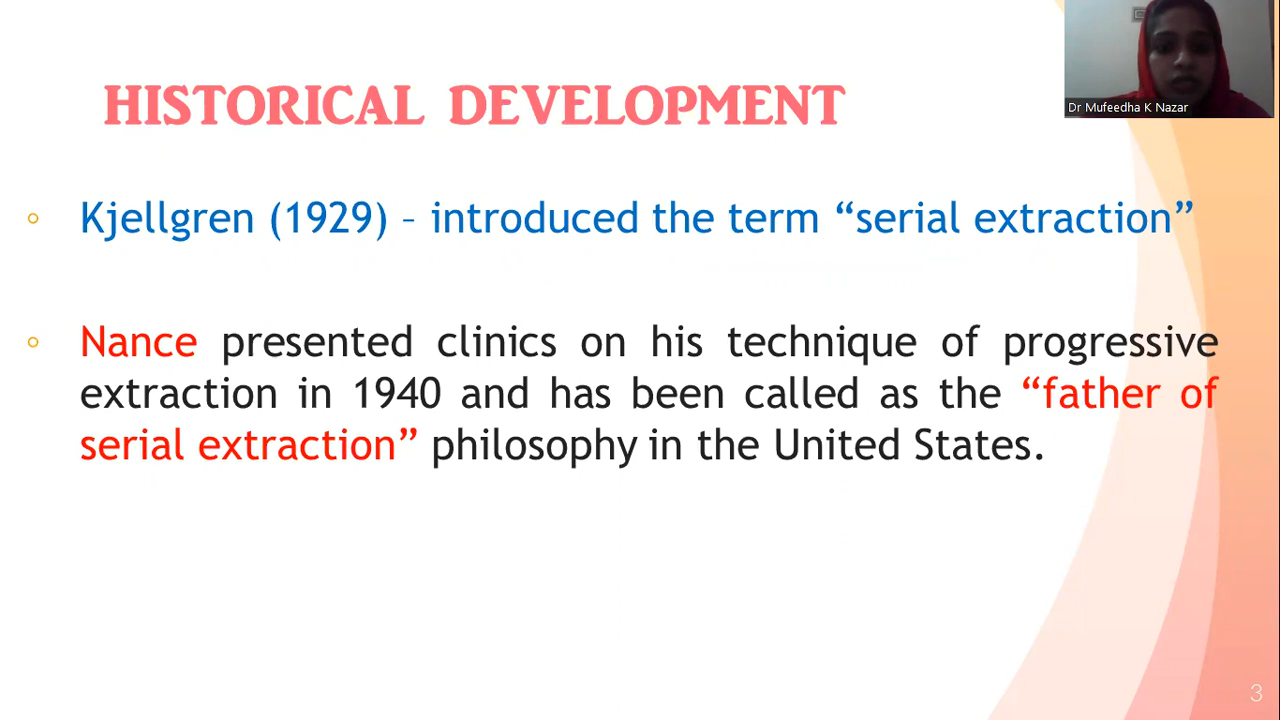 Dr Mufeedha K Nazar
HISTORICAL DEVELOPMENT
◦ Kjellgren (1929) – introduced the term “serial extraction”
◦ Nance presented clinics on his technique of progressive
extraction in 1940 and has been called as the “father of
serial extraction” philosophy in the United States.
3